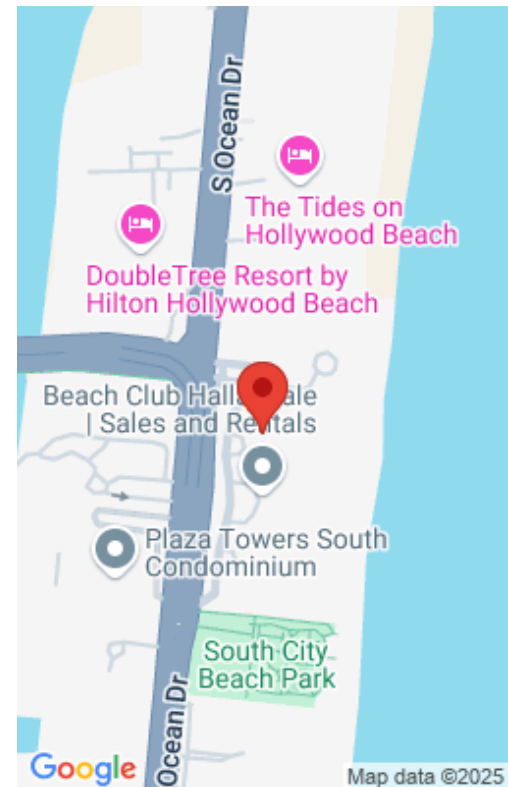 S Ocean Dr
The Tides on
Hollywood Beach
DoubleTree Resort by
Hilton Hollywood Beach
Beach Club
| Sales and Rentals
Plaza Towers South
Condominium
South City
Beach Park
Ocean Dr
Google
Map data ©2025